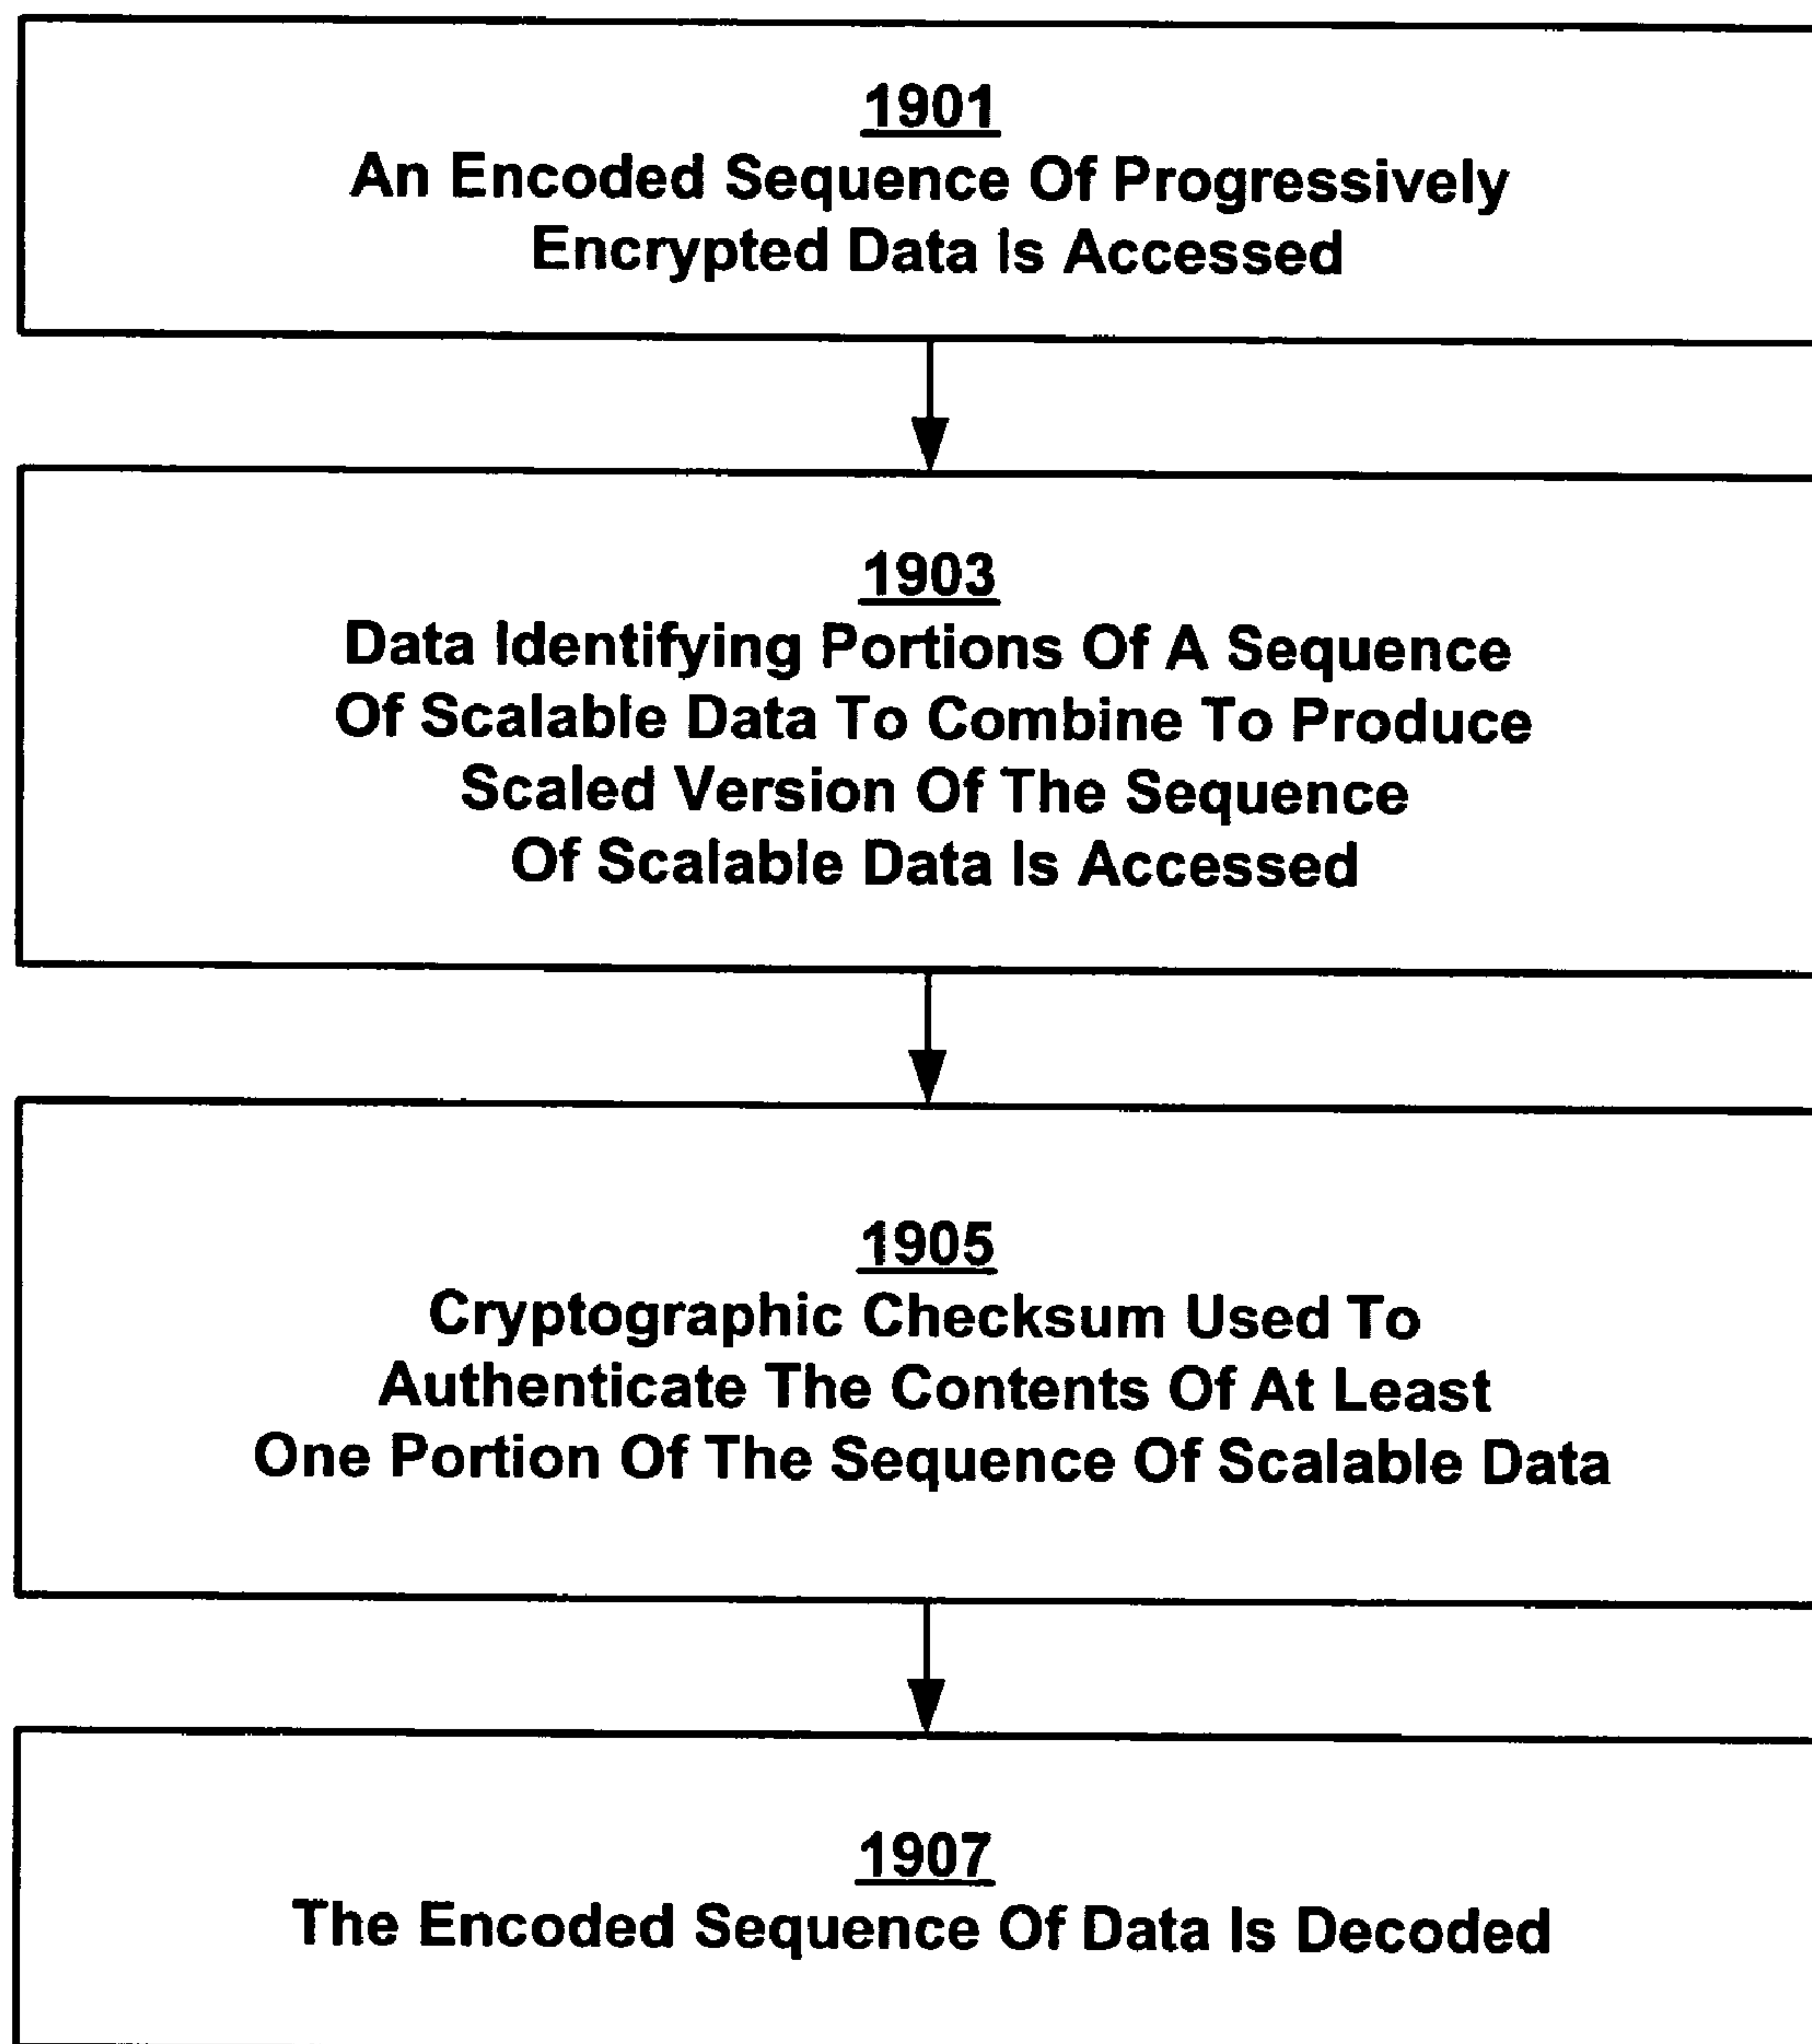 1901
An Encoded Sequence Of Progressively
Encrypted Data Is Accessed
1903
Data Identifying Portions Of A Sequence
Of Scalable Data To Combine To Produce
Scaled Version Of The Sequence
Of Scalable Data Is Accessed
1905
Cryptographic Checksum Used To
Authenticate The Contents Of At Least
One Portion Of The Sequence Of Scalable Data
1907
The Encoded Sequence Of Data Is Decoded